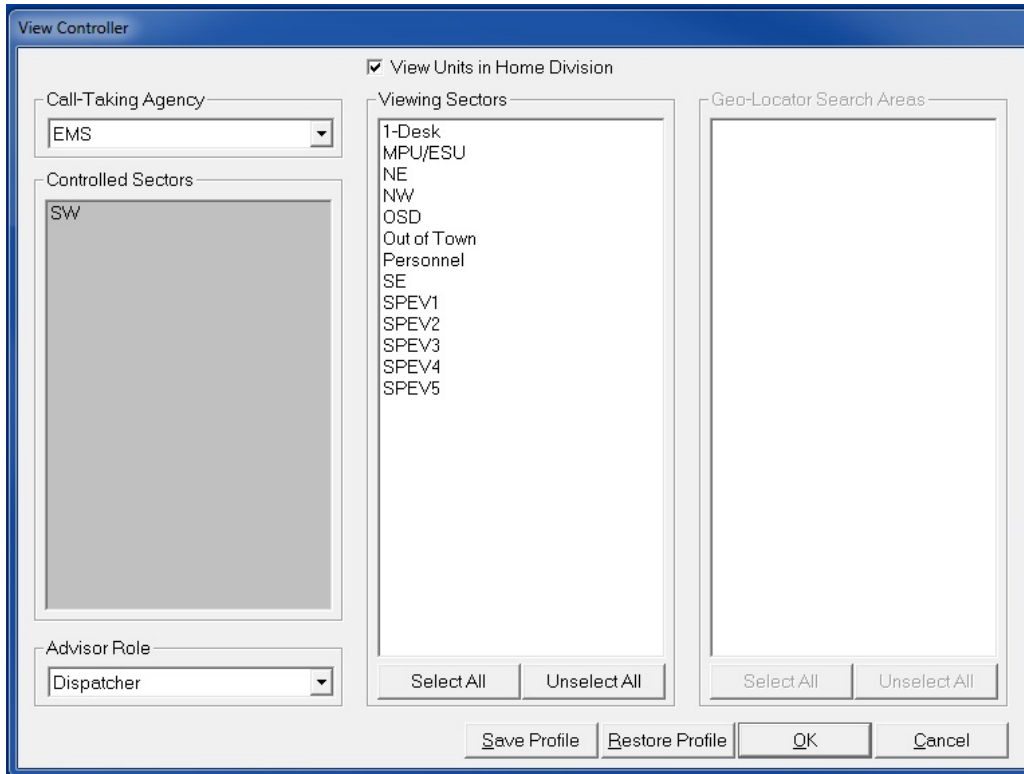 View Controller
View Units in Home Division
Call-Taking Agency
EMS
Controlled Sectors
SW
Advisor Role
Dispatcher
Viewing Sectors
1-Desk
MPU/ESU
NE
NW
OSD
Out of Town
Personnel
SE
SPEV1
SPEV2
SPEV3
SPEV4
SPEV5
Select All Unselect All
Geo-Locator Search Areas
Select All Unselect All
Save Profile Restore Profile OK Cancel